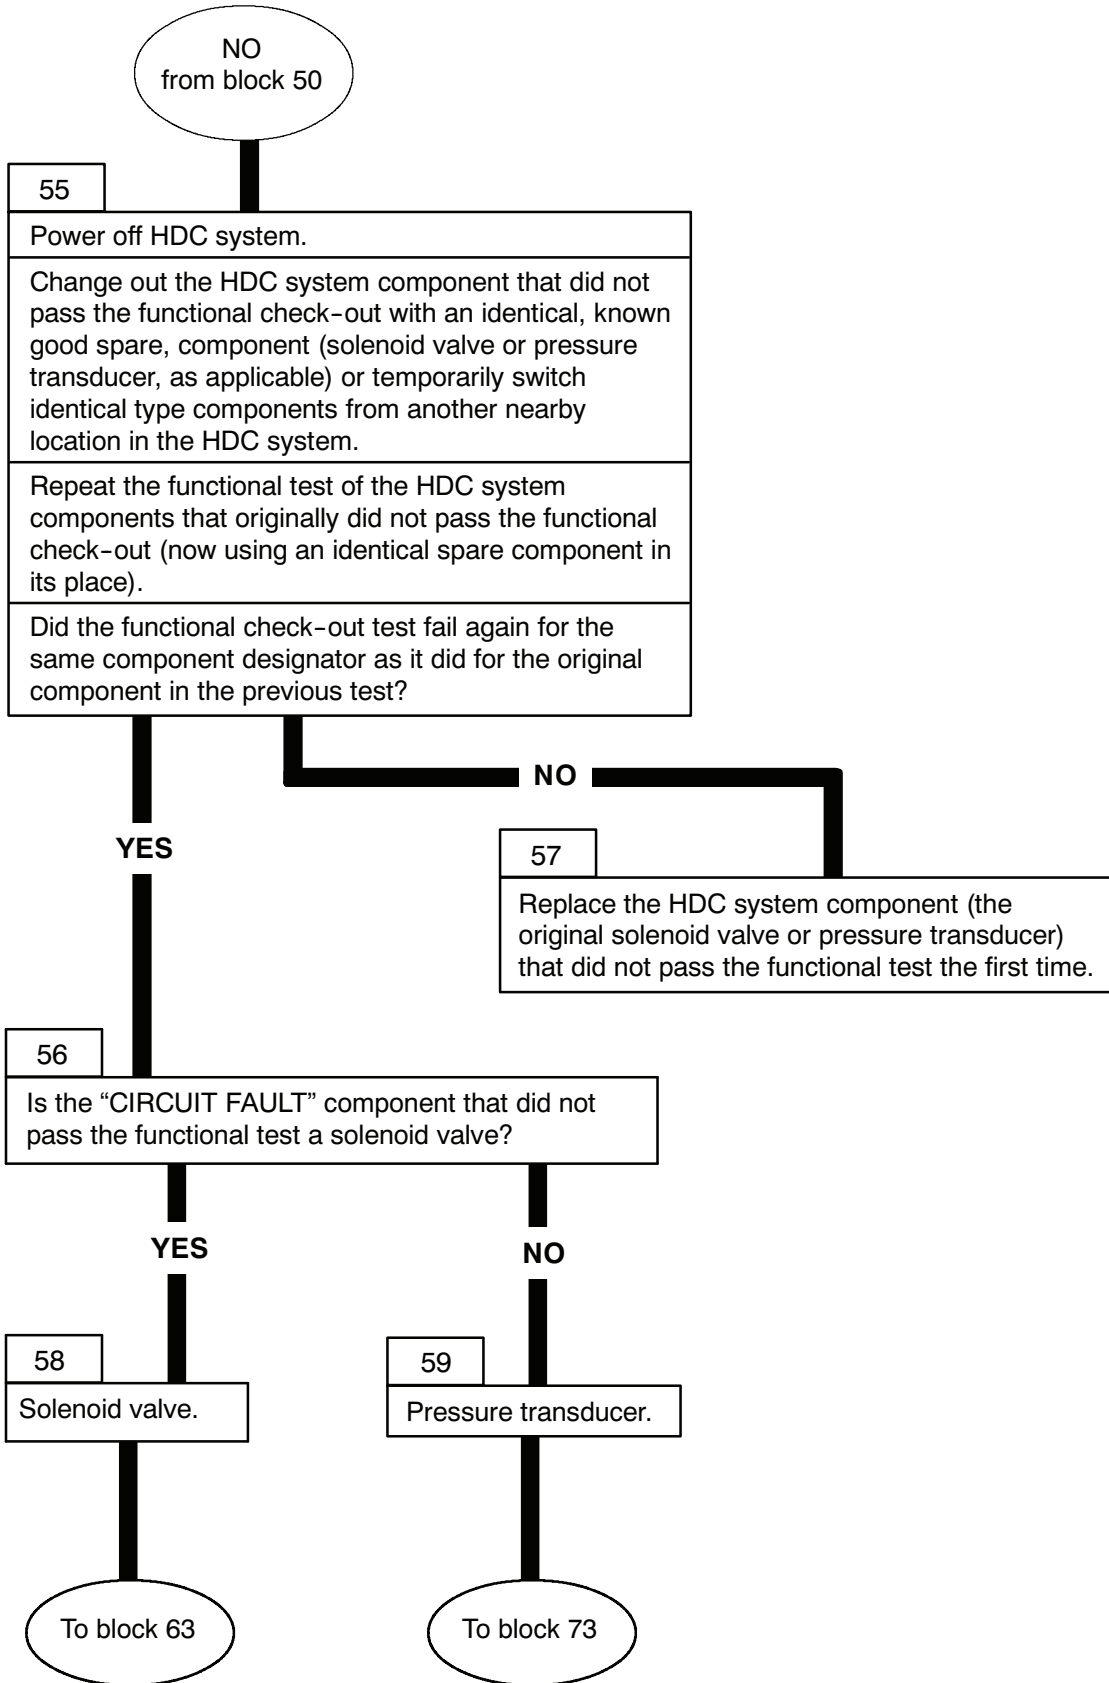 NO
from block 50
55
Power off HDC system.
Change out the HDC system component that did not
pass the functional check-out with an identical, known
good spare, component (solenoid valve or pressure
transducer, as applicable) or temporarily switch
identical type components from another nearby
location in the HDC system.
Repeat the functional test of the HDC system
components that originally did not pass the functional
check-out (now using an identical spare component in
its place).
Did the functional check-out test fail again for the
same component designator as it did for the original
component in the previous test?
NO
YES
57
Replace the HDC system component (the
original solenoid valve or pressure transducer)
that did not pass the functional test the first time.
56
Is the “CIRCUIT FAULT” component that did not
pass the functional test a solenoid valve?
YES
NO
58
Solenoid valve.
59
Pressure transducer.
To block 63
To block 73